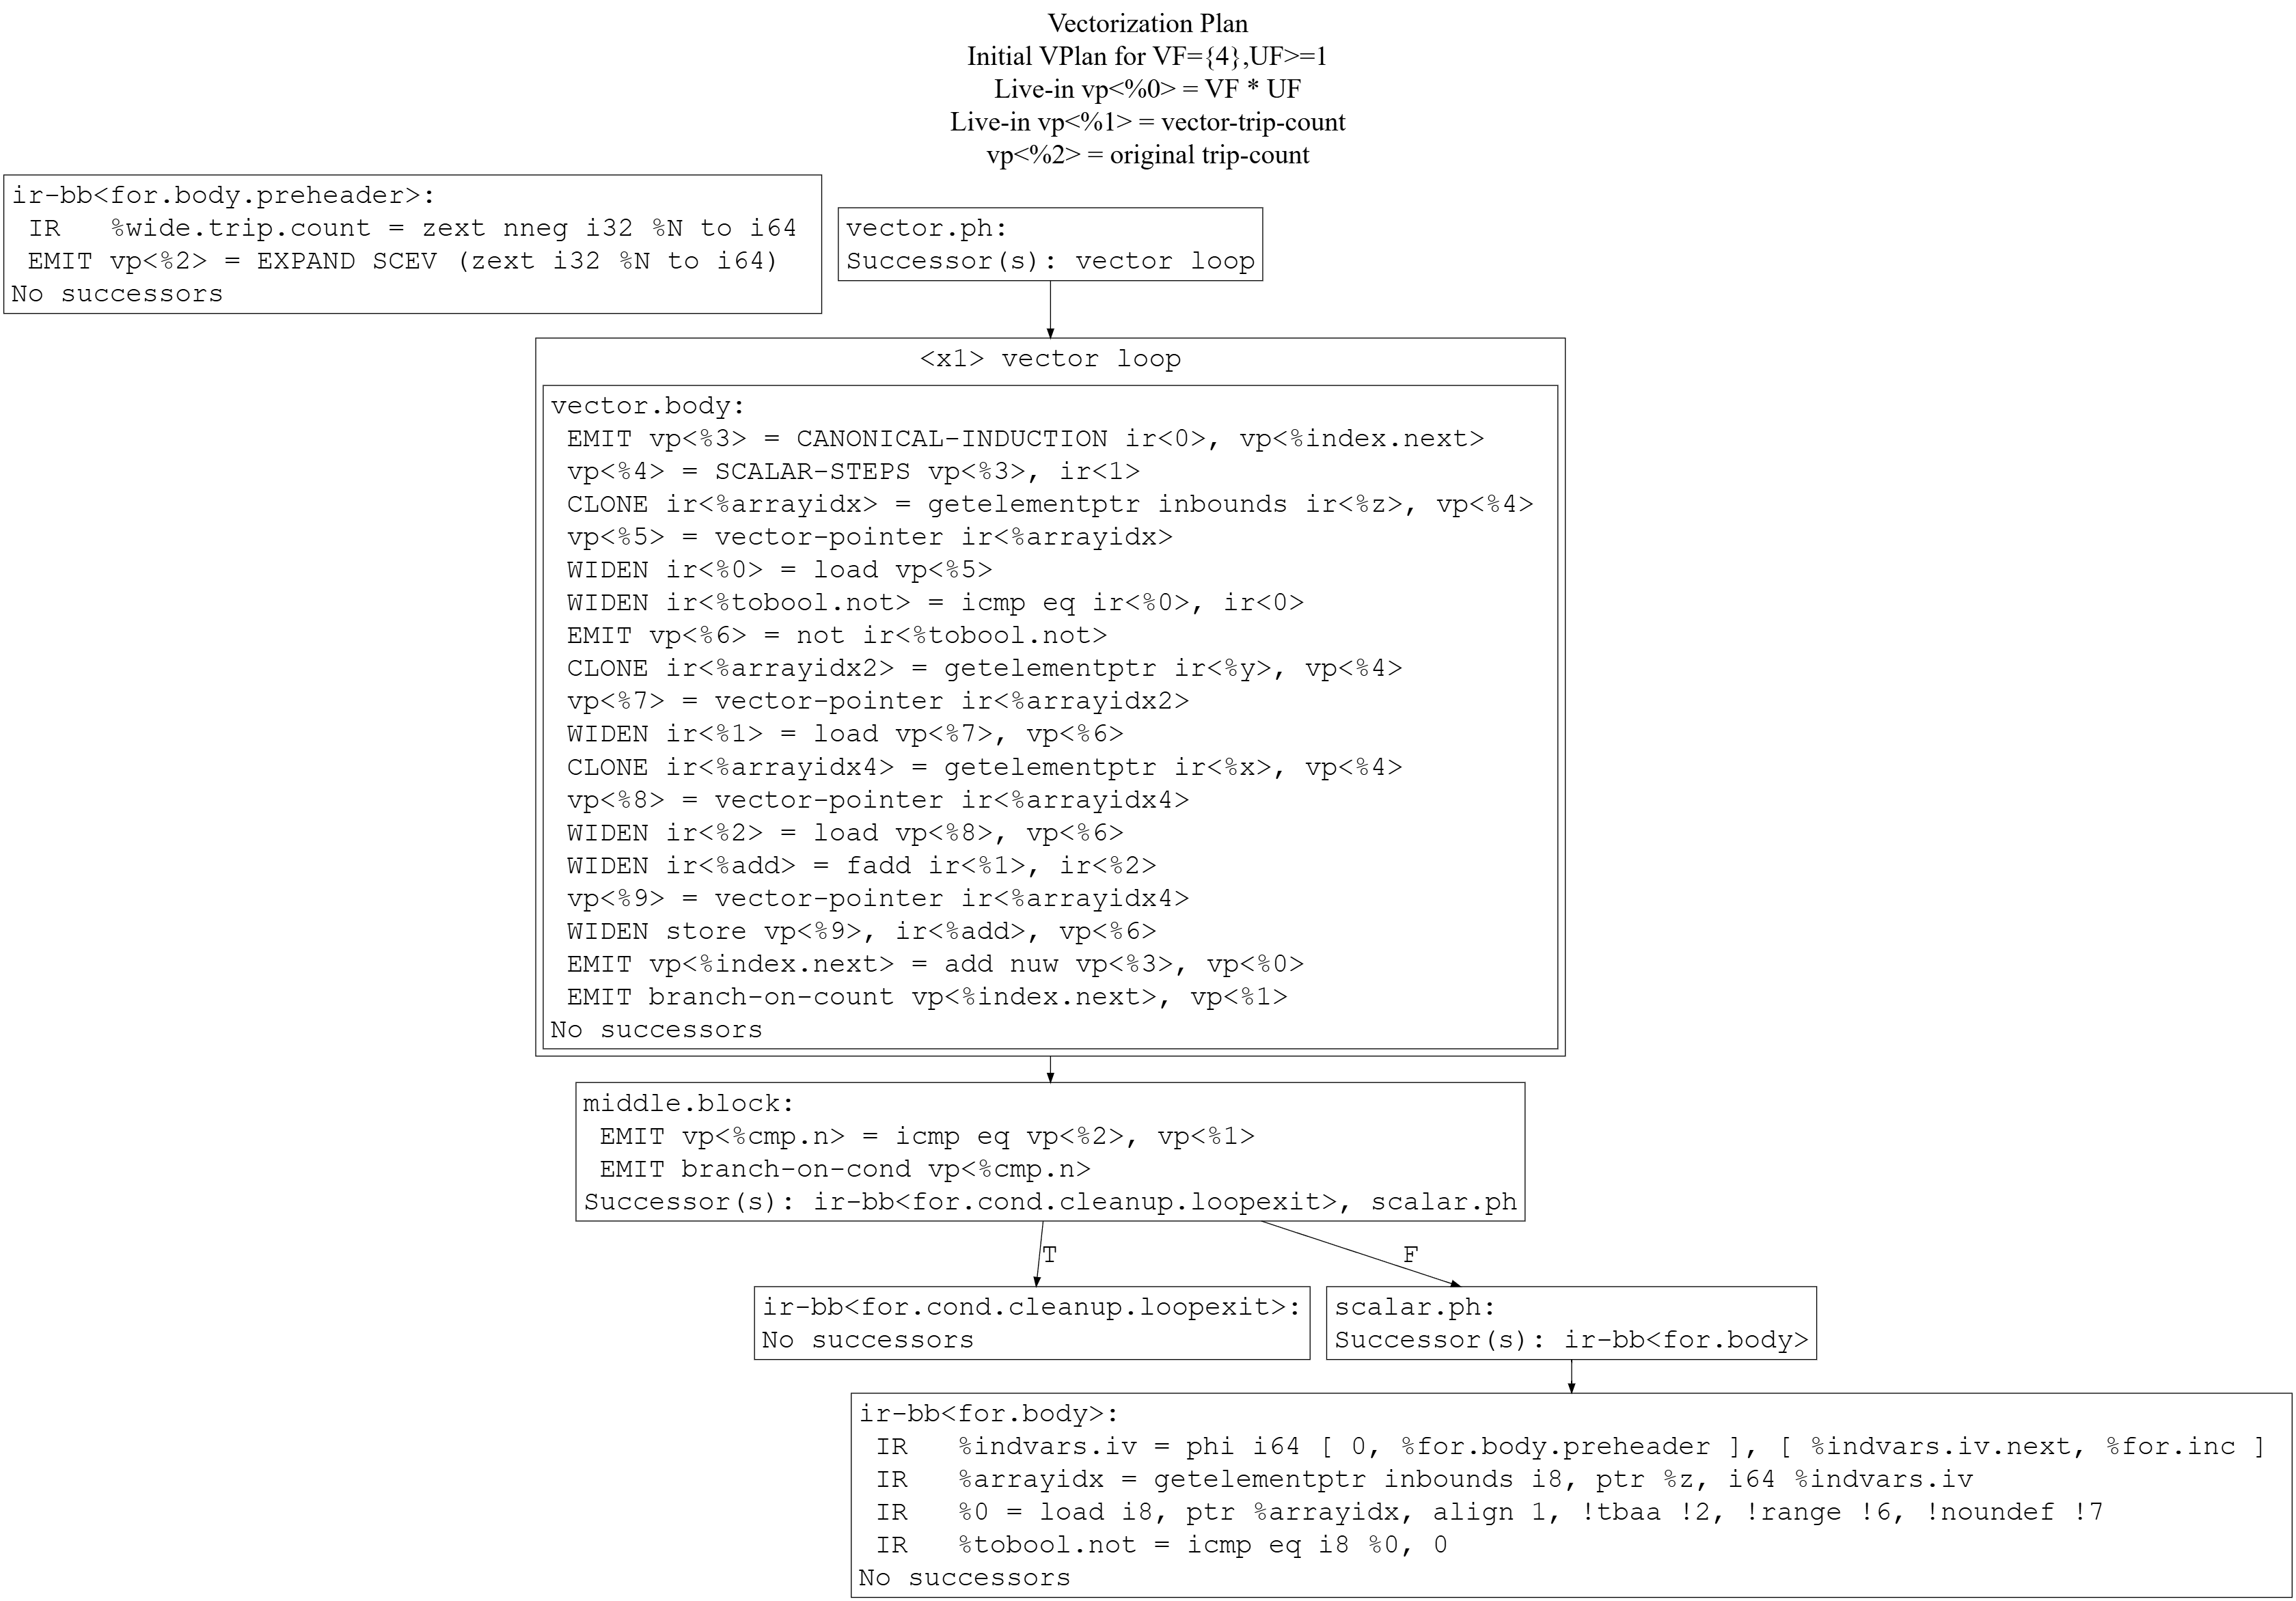 Vectorization Plan
Initial VPlan for VF={4},UF>=1
Live-in vp<%0> = VF * UF
Live-in vp<%1> = vector-trip-count
vp<%2> = original trip-count
ir-bb<for.body.preheader>:
IR   %wide.trip.count = zext nneg i32 %N to i64
EMIT vp<%2> = EXPAND SCEV (zext i32 %N to i64)
No successors
vector.ph:
Successor(s): vector loop
<x1> vector loop
vector.body:
EMIT vp<%3> = CANONICAL-INDUCTION ir<0>, vp<%index.next>
vp<%4> = SCALAR-STEPS vp<%3>, ir<1>
CLONE ir<%arrayidx> = getelementptr inbounds ir<%z>, vp<%4>
vp<%5> = vector-pointer ir<%arrayidx>
WIDEN ir<%0> = load vp<%5>
WIDEN ir<%tobool.not> = icmp eq ir<%0>, ir<0>
EMIT vp<%6> = not ir<%tobool.not>
CLONE ir<%arrayidx2> = getelementptr ir<%y>, vp<%4>
vp<%7> = vector-pointer ir<%arrayidx2>
WIDEN ir<%1> = load vp<%7>, vp<%6>
CLONE ir<%arrayidx4> = getelementptr ir<%x>, vp<%4>
vp<%8> = vector-pointer ir<%arrayidx4>
WIDEN ir<%2> = load vp<%8>, vp<%6>
WIDEN ir<%add> = fadd ir<%1>, ir<%2>
vp<%9> = vector-pointer ir<%arrayidx4>
WIDEN store vp<%9>, ir<%add>, vp<%6>
EMIT vp<%index.next> = add nuw vp<%3>, vp<%0>
EMIT branch-on-count vp<%index.next>, vp<%1>
No successors
middle.block:
EMIT vp<%cmp.n> = icmp eq vp<%2>, vp<%1>
EMIT branch-on-cond vp<%cmp.n>
Successor(s): ir-bb<for.cond.cleanup.loopexit>, scalar.ph
T
F
ir-bb<for.cond.cleanup.loopexit>:
No successors
scalar.ph:
Successor(s): ir-bb<for.body>
ir-bb<for.body>:
IR   %indvars.iv = phi i64 [ 0, %for.body.preheader ], [ %indvars.iv.next, %for.inc ]
IR   %arrayidx = getelementptr inbounds i8, ptr %z, i64 %indvars.iv
IR   %0 = load i8, ptr %arrayidx, align 1, !tbaa !2, !range !6, !noundef !7
IR   %tobool.not = icmp eq i8 %0, 0
No successors